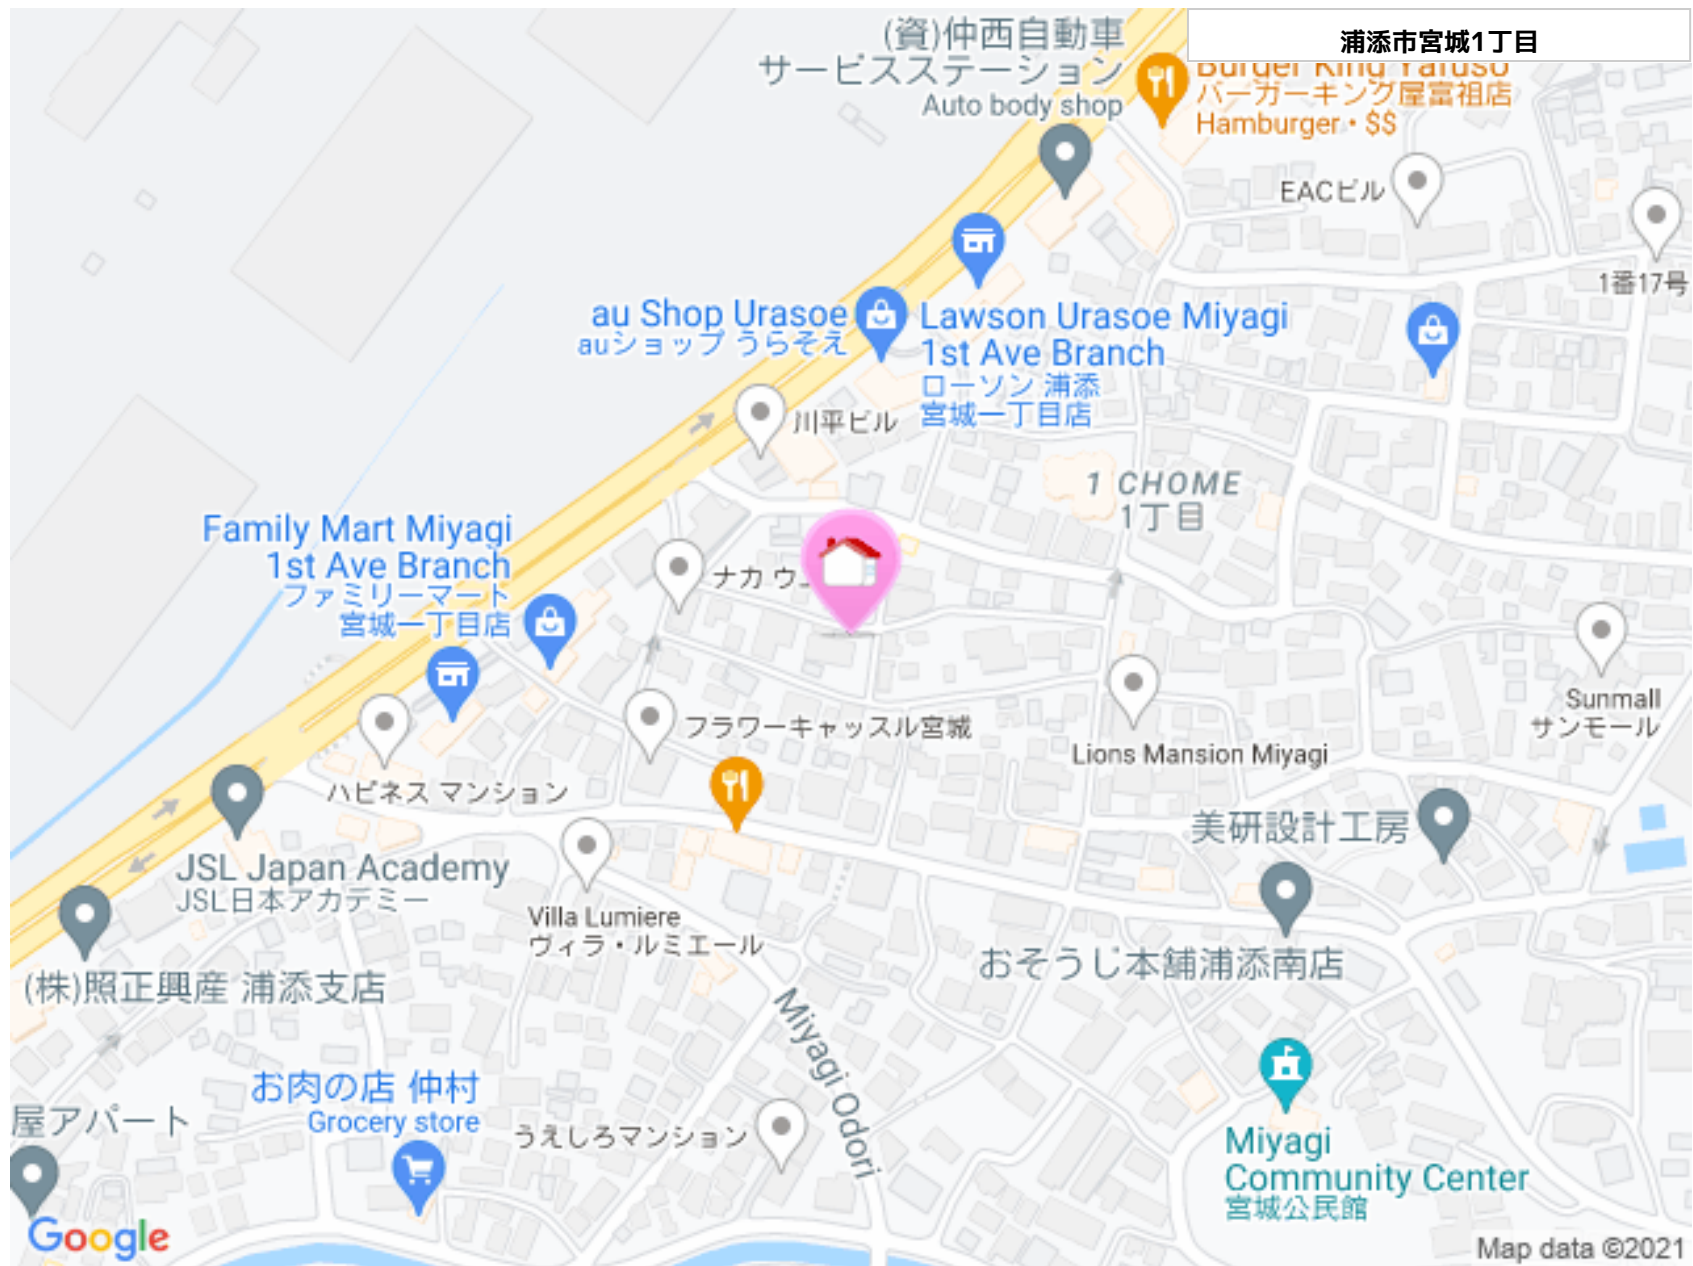 浦添市宮城1丁目
(資)仲西自動車
サービスステーション
Auto body shop
Burger King Yafuso
バーガーキング屋富祖店
Hamburger・$$
EACビル
1番17号
au Shop Urasoe
auショップ うらそえ
Lawson Urasoe Miyagi
1st Ave Branch
ローソン 浦添
宮城一丁目店
川平ビル
1 CHOME
1丁目
Family Mart Miyagi
1st Ave Branch
ファミリーマート
宮城一丁目店
ナカ ウ
Sunmall
サンモール
フラワーキャッスル宮城
Lions Mansion Miyagi
ハピネス マンション
美研設計工房
JSL Japan Academy
JSL日本アカデミー
Villa Lumiere
ヴィラ・ルミエール
おそうじ本舗浦添南店
(株)照正興産 浦添支店
Miyagi Odori
お肉の店 仲村
Grocery store
屋アパート
うえしろマンション
Miyagi
Community Center
宮城公民館
Google
Map data ©2021